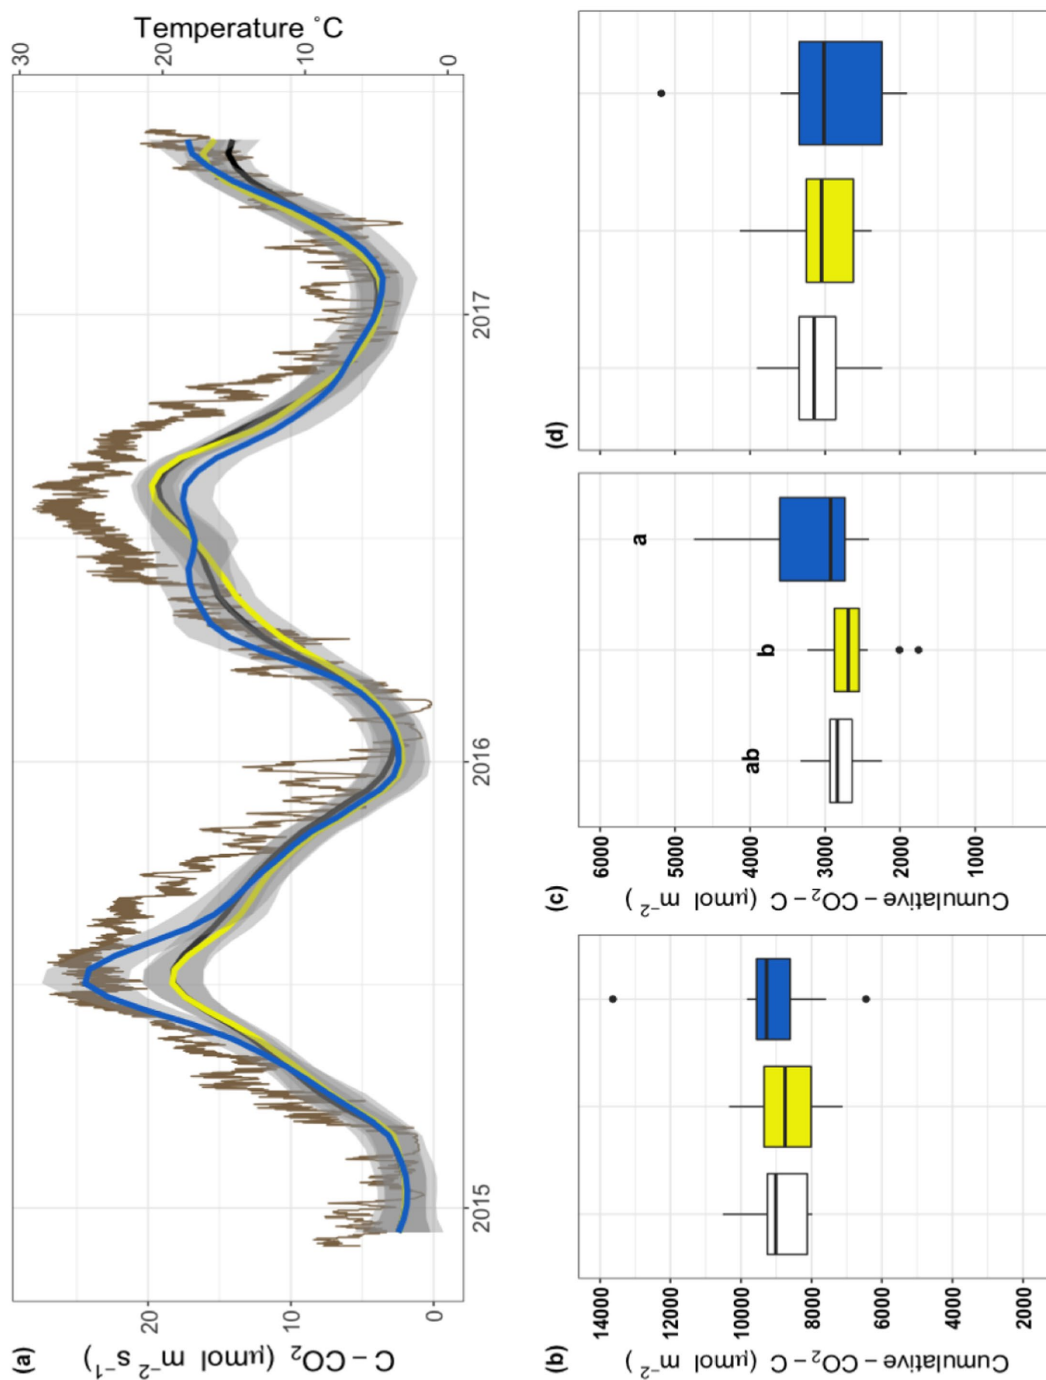 (a)
C – CO₂ (μmol m⁻² s⁻¹)
20
10
0
Temperature °C
30
20
10
0
2015
2016
2017
(b)
Cumulative – CO₂ – C (μmol m⁻²)
14000
12000
10000
8000
6000
4000
2000
(c)
Cumulative – CO₂ – C (μmol m⁻²)
6000
5000
4000
3000
2000
1000
ab
b
a
(d)